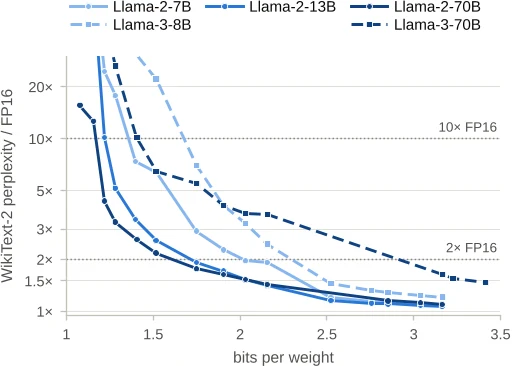 Llama-2-7B Llama-2-13B Llama-2-70B
Llama-3-8B Llama-3-70B
WikiText-2 perplexity / FP16
20×
10×
10× FP16
5×
3×
2×
2× FP16
1.5×
1×
1 1.5 2 2.5 3 3.5
bits per weight